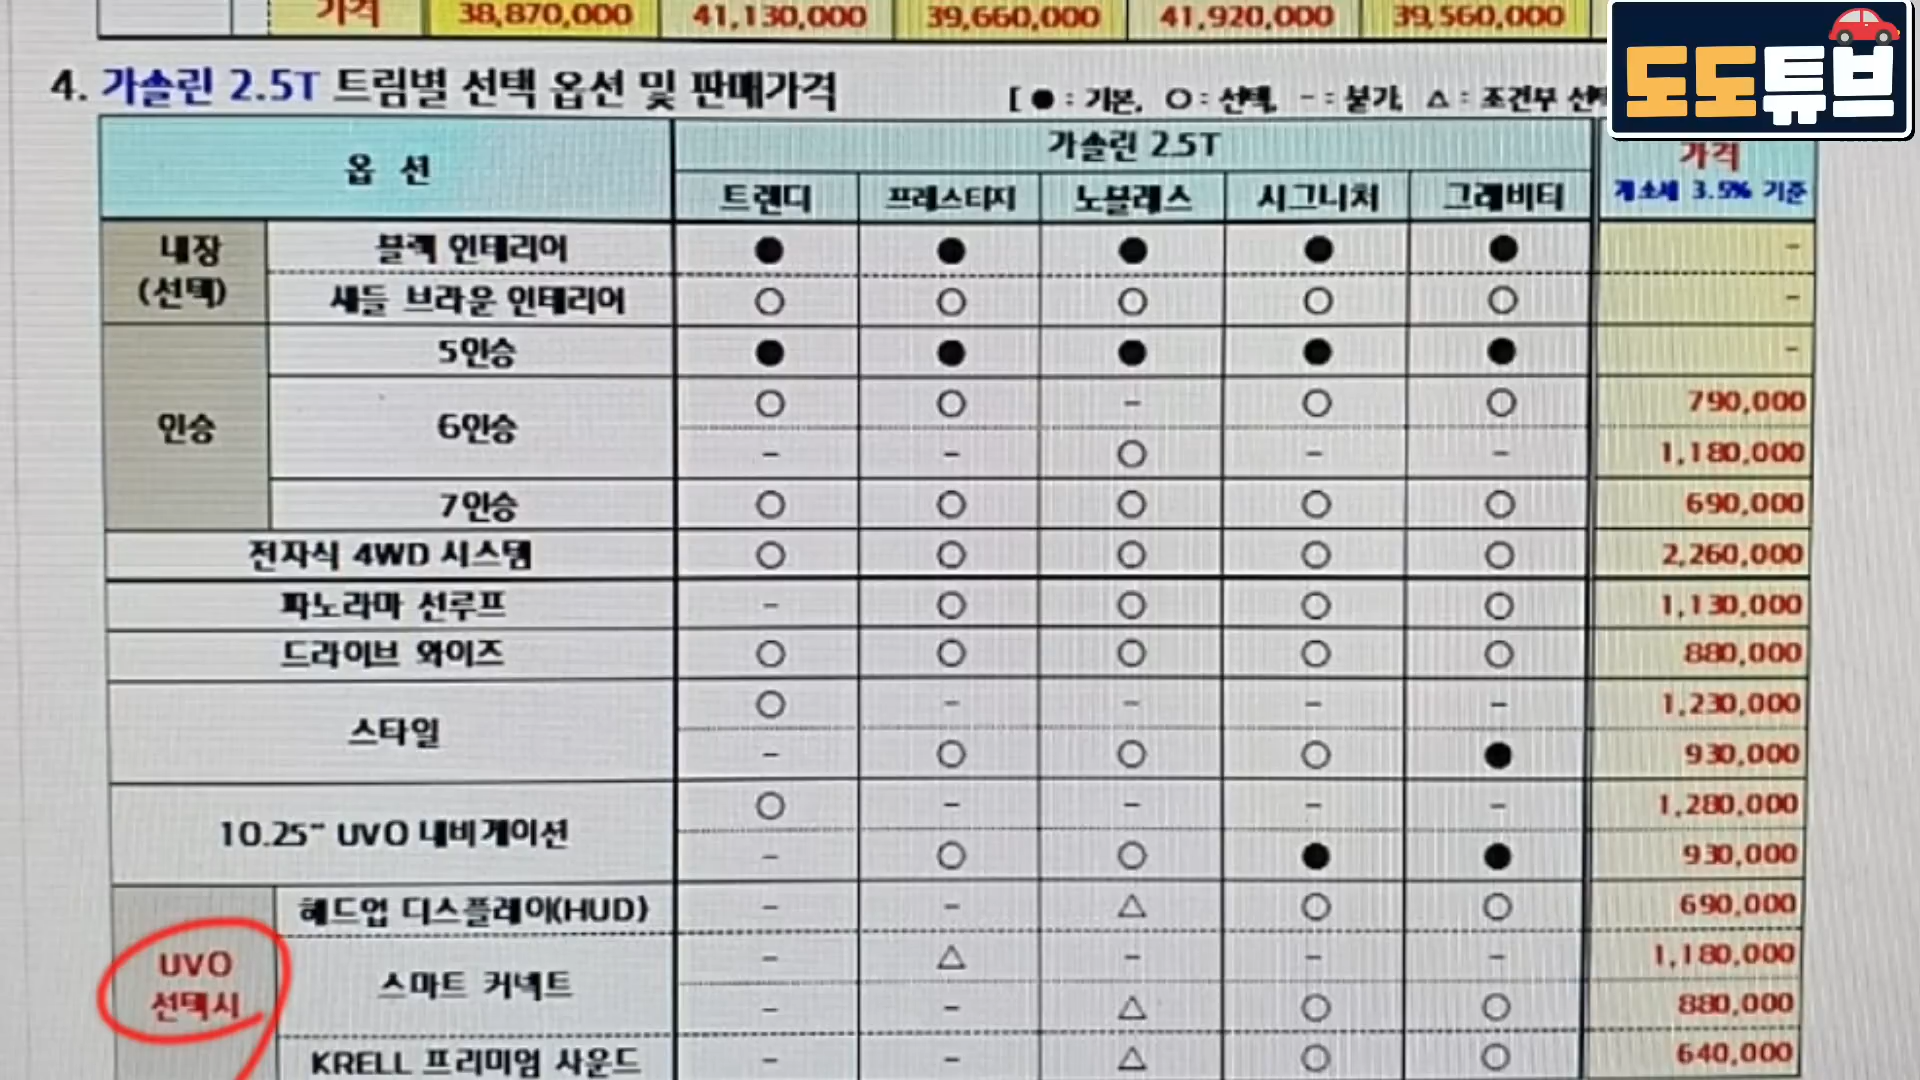 가격 38,870,000 41,130,000 39,660,000 41,920,000 39,560,000
도도튜브
4. 가솔린 2.5T 트림별 선택 옵션 및 판매가격
[ ● : 기본, ○ : 선택, - : 불가, △ : 조건부 선택
옵 션
가솔린 2.5T
가격
개소세 3.5% 기준
트렌디 프레스티지 노블레스 시그니처 그래비티
내장
(선택)
블랙 인테리어 ● ● ● ● ● -
새들 브라운 인테리어 ○ ○ ○ ○ ○ -
인승
5인승 ● ● ● ● ● -
6인승
○ ○ - ○ ○ 790,000
- - ○ - - 1,180,000
7인승 ○ ○ ○ ○ ○ 690,000
전자식 4WD 시스템 ○ ○ ○ ○ ○ 2,260,000
파노라마 선루프 - ○ ○ ○ ○ 1,130,000
드라이브 와이즈 ○ ○ ○ ○ ○ 880,000
스타일
○ - - - - 1,230,000
- ○ ○ ○ ● 930,000
10.25" UVO 내비게이션
○ - - - - 1,280,000
- ○ ○ ● ● 930,000
UVO
선택시
헤드업 디스플레이(HUD) - - △ ○ ○ 690,000
스마트 커넥트
- △ - - - 1,180,000
- - △ ○ ○ 880,000
KRELL 프리미엄 사운드 - - △ ○ ○ 640,000